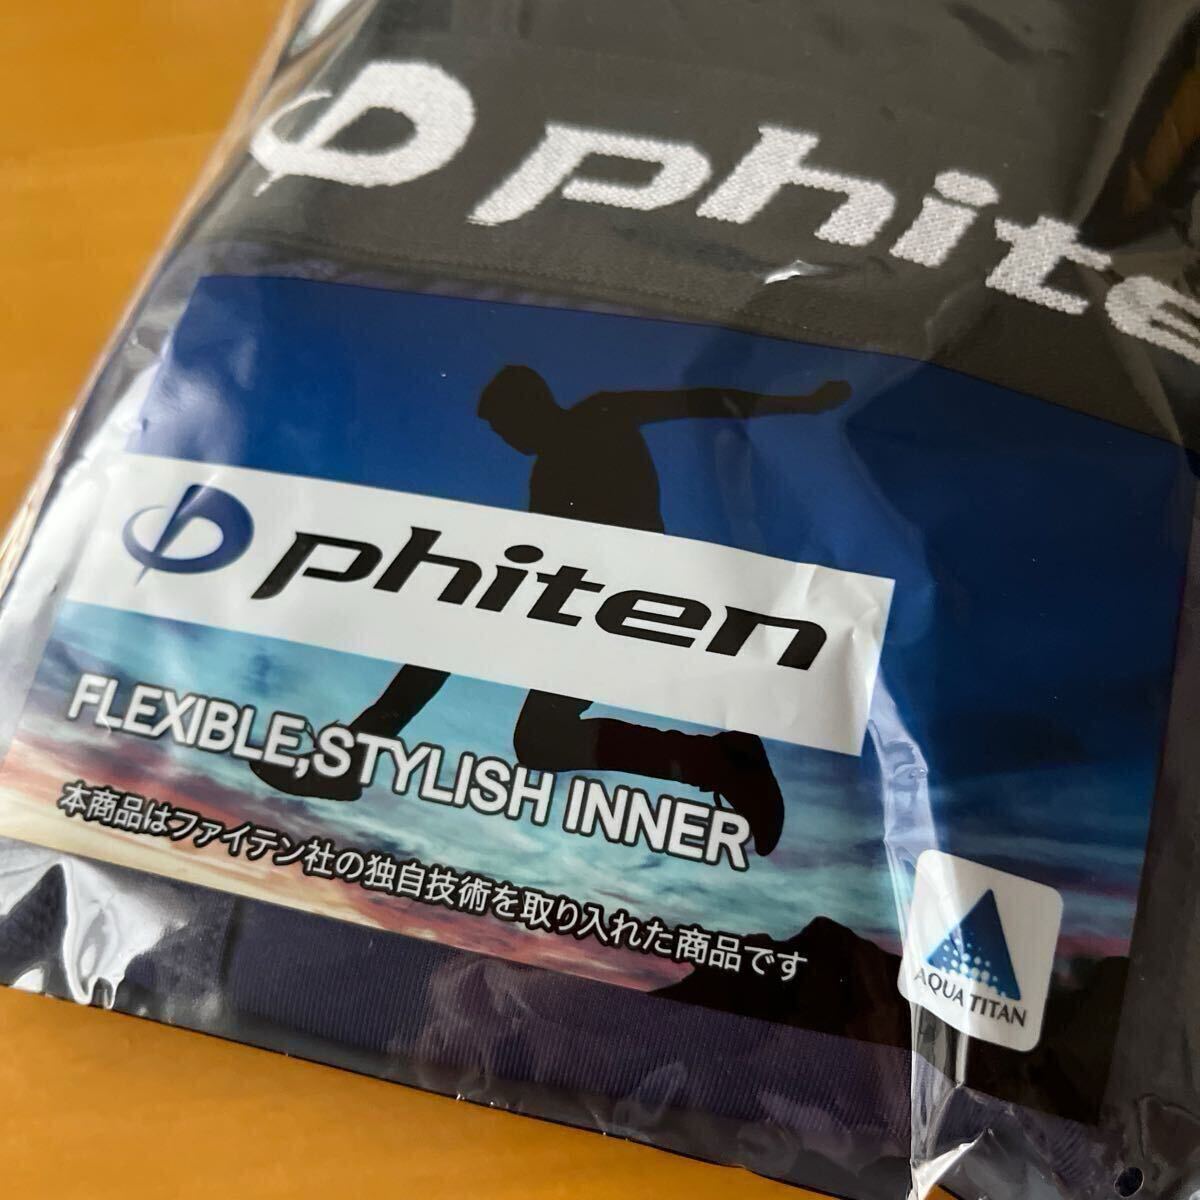 phite
phiten
FLEXIBLE,STYLISH INNER
本商品はファイテン社の独自技術を取り入れた商品です
AQUA TITAN